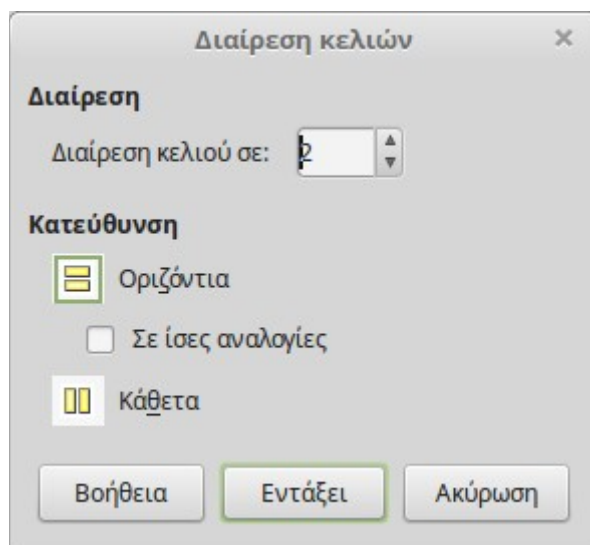 Διαίρεση κελιών
Διαίρεση
Διαίρεση κελιού σε: 2
Κατεύθυνση
Οριζόντια
Σε ίσες αναλογίες
Κάθετα
Βοήθεια Εντάξει Ακύρωση